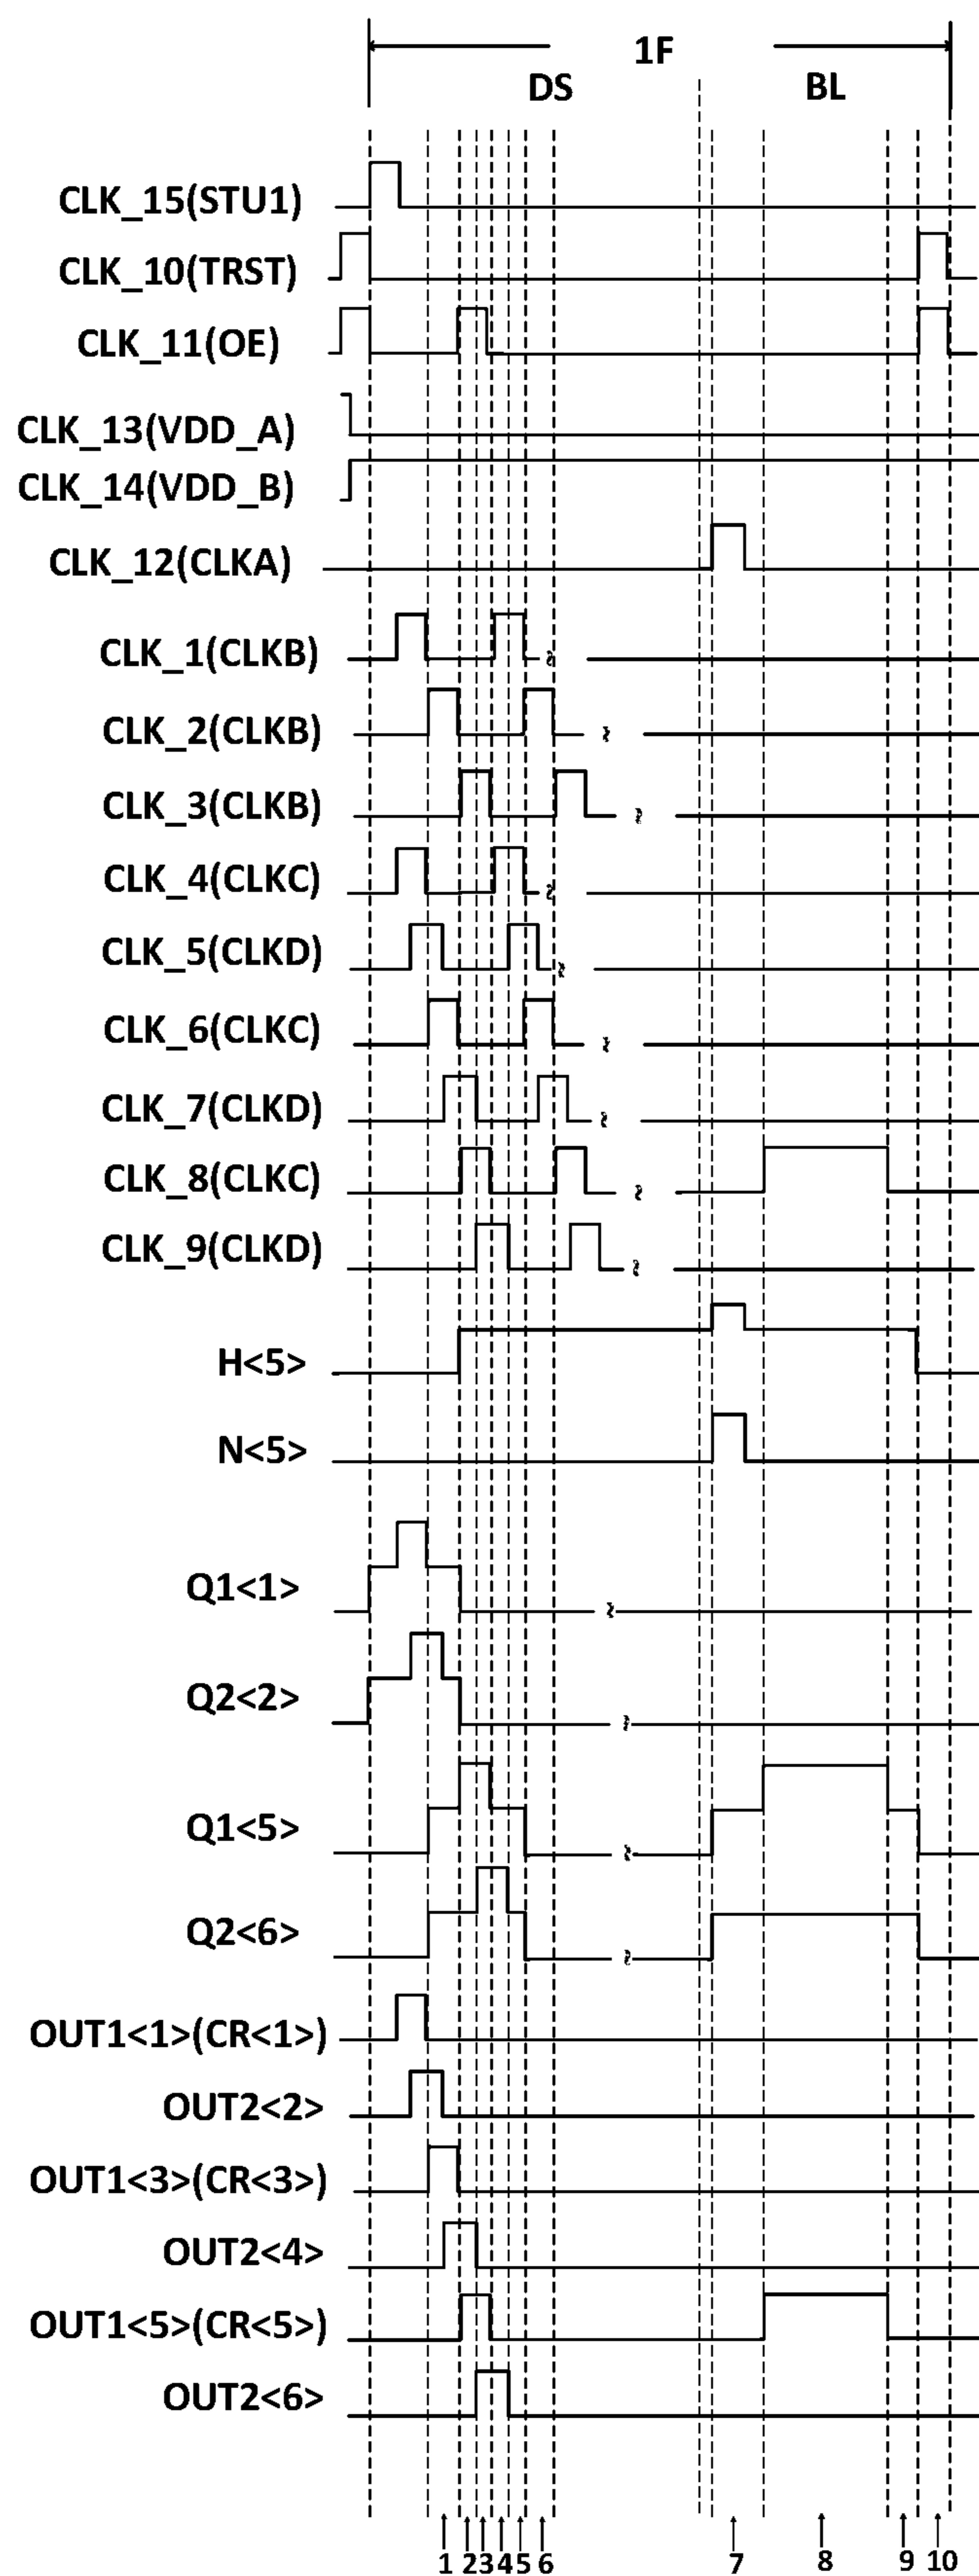 1F
DS BL
CLK_15(STU1)
CLK_10(TRST)
CLK_11(OE)
CLK_13(VDD_A)
CLK_14(VDD_B)
CLK_12(CLKA)
CLK_1(CLKB)
CLK_2(CLKB)
CLK_3(CLKB)
CLK_4(CLKC)
CLK_5(CLKD)
CLK_6(CLKC)
CLK_7(CLKD)
CLK_8(CLKC)
CLK_9(CLKD)
H<5>
N<5>
Q1<1>
Q2<2>
Q1<5>
Q2<6>
OUT1<1>(CR<1>)
OUT2<2>
OUT1<3>(CR<3>)
OUT2<4>
OUT1<5>(CR<5>)
OUT2<6>
1 2 3 4 5 6 7 8 9 10